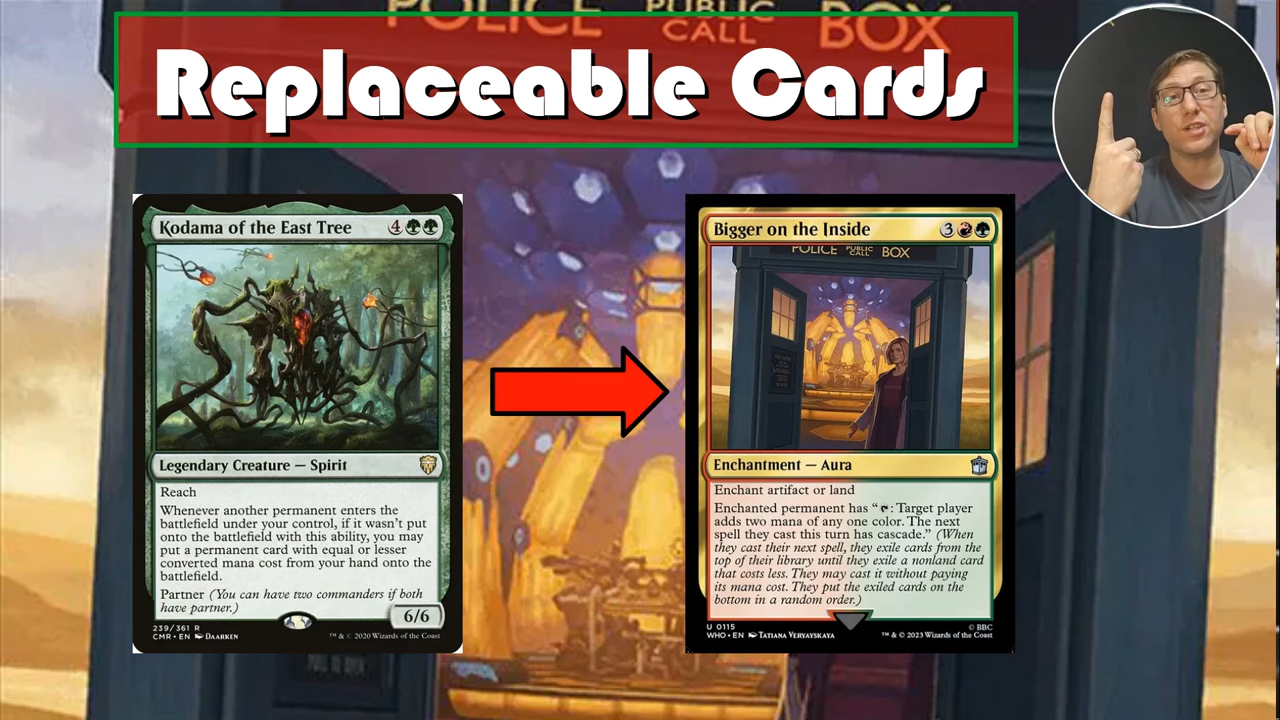 POLICE PUBLIC CALL BOX
Replaceable Cards
Kodama of the East Tree 4
Legendary Creature — Spirit
Reach
Whenever another permanent enters the
battlefield under your control, if it wasn't put
onto the battlefield with this ability, you may
put a permanent card with equal or lesser
converted mana cost from your hand onto the
battlefield.
Partner (You can have two commanders if both
have partner.)
6/6
239/361 R
CMR • EN DAARKEN
™ & © 2020 Wizards of the Coast
Bigger on the Inside 3
POLICE PUBLIC CALL BOX
Enchantment — Aura
Enchant artifact or land
Enchanted permanent has “: Target player
adds two mana of any one color. The next
spell they cast this turn has cascade.” (When
they cast their next spell, they exile cards from the
top of their library until they exile a nonland card
that costs less. They may cast it without paying
its mana cost. They put the exiled cards on the
bottom in a random order.)
U 0115
WHO • EN TATIANA VERYAYSKAYA
© BBC
™ & © 2023 Wizards of the Coast